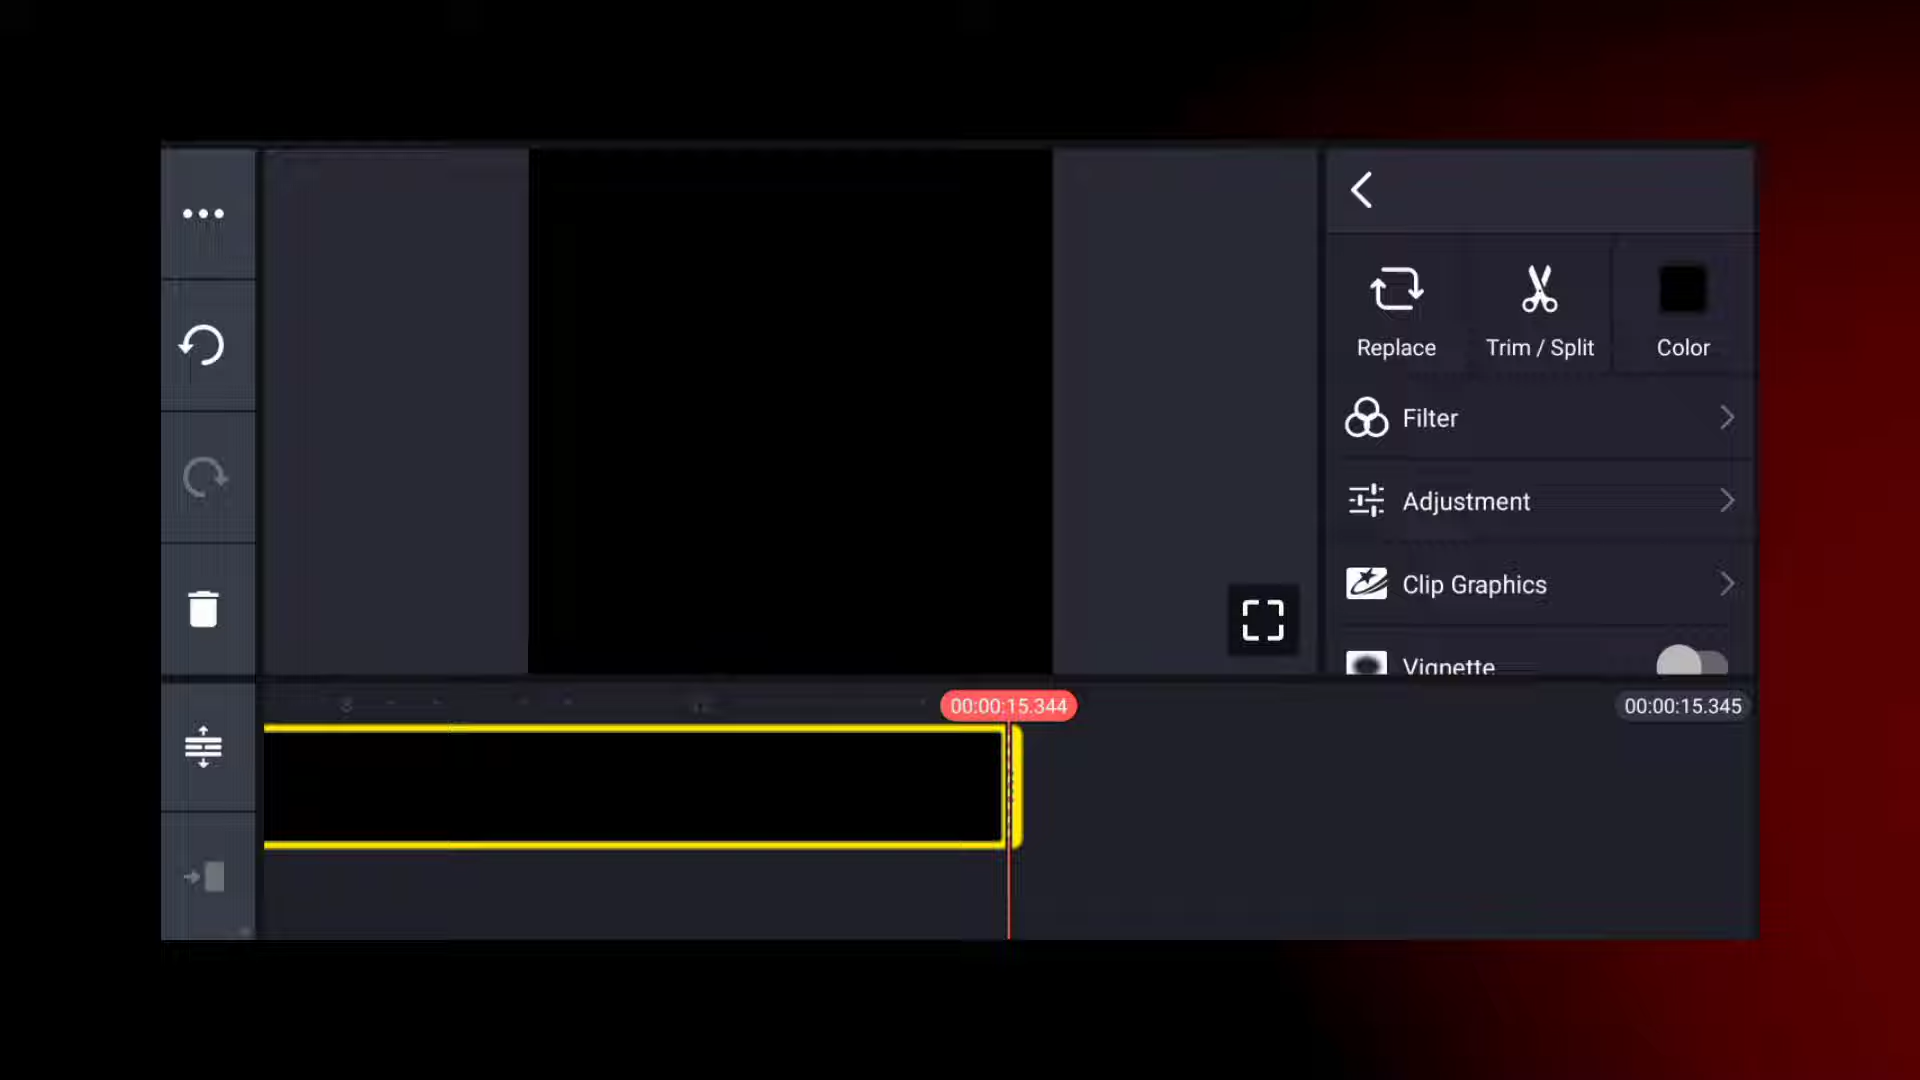 Replace
Trim / Split
Color
Filter
Adjustment
Clip Graphics
Vignette
00:00:15.344
00:00:15.345